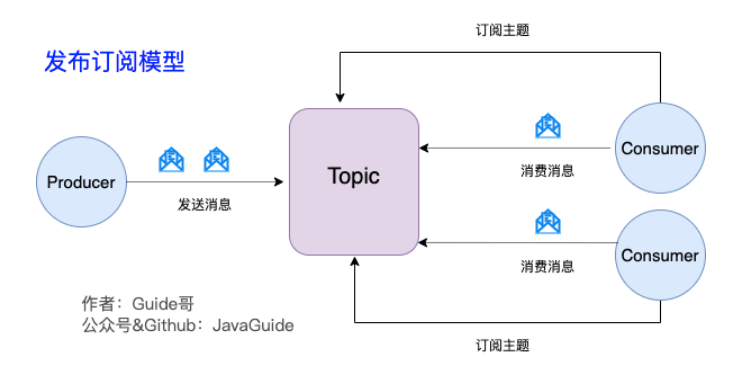 订阅主题
发布订阅模型
Producer
发送消息
Topic
消费消息
Consumer
消费消息
Consumer
作者：Guide哥
公众号&Github：JavaGuide
订阅主题